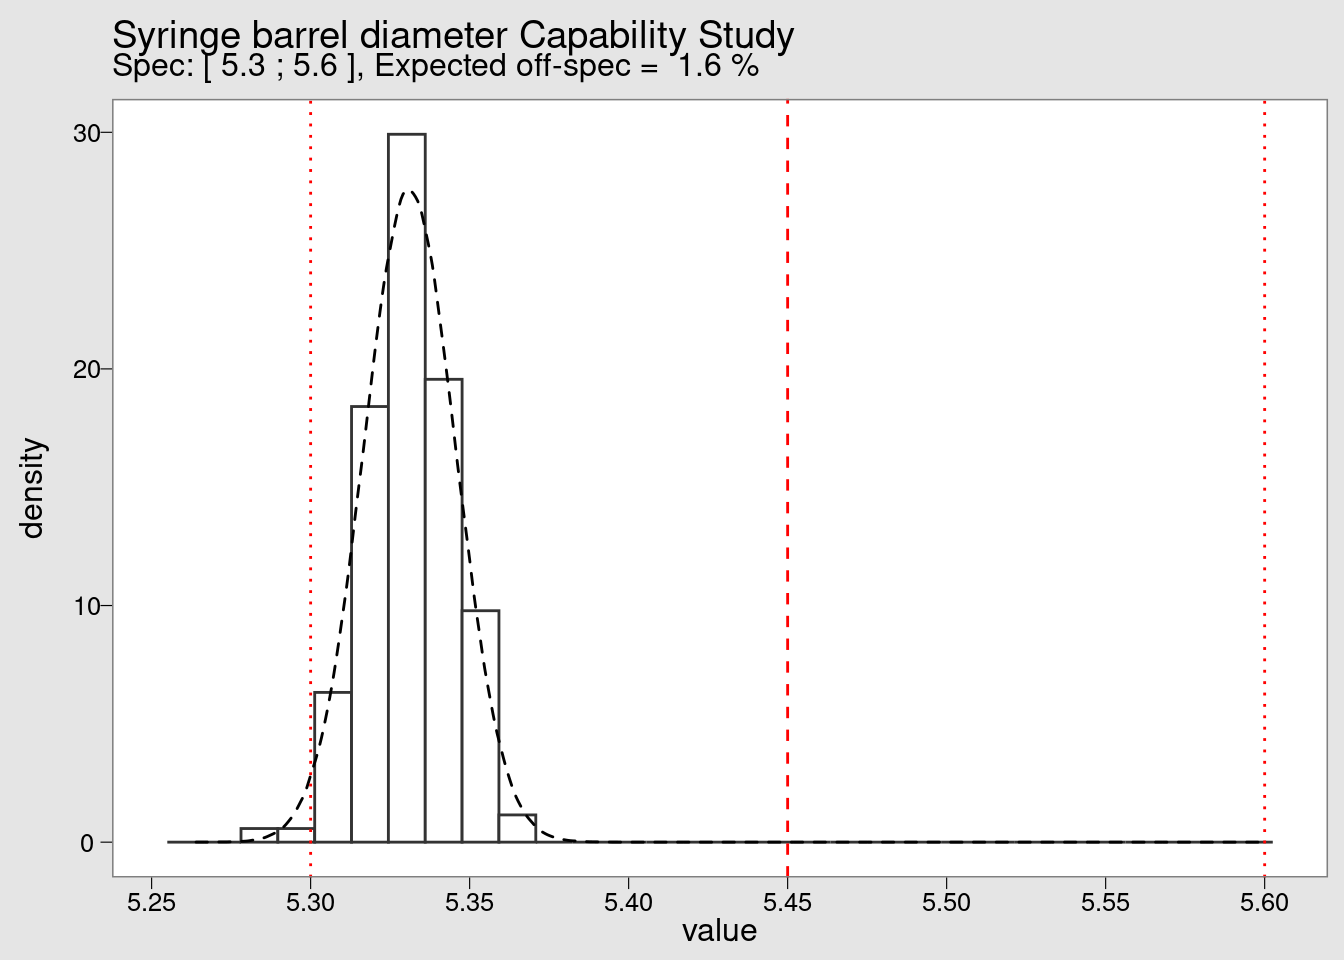 Syringe barrel diameter Capability Study
Spec: [ 5.3 ; 5.6 ], Expected off-spec =  1.6 %
30
20
10
0
density
5.25 5.30 5.35 5.40 5.45 5.50 5.55 5.60
value